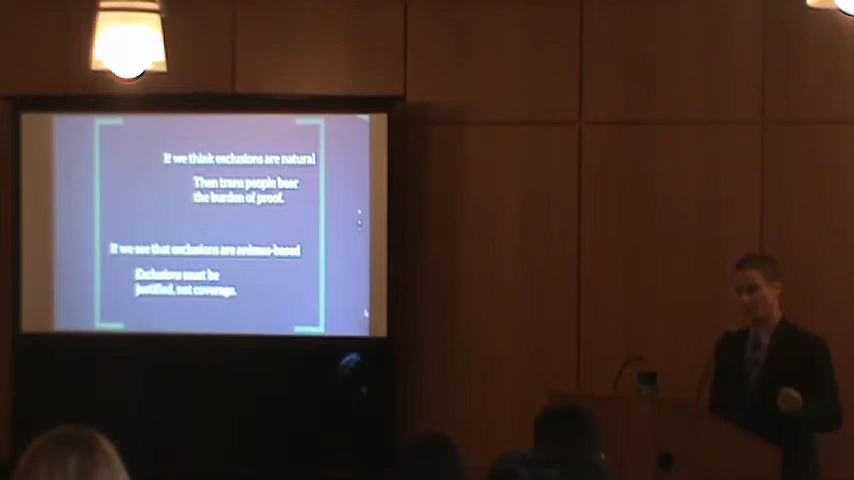 If we think exclusions are natural
Then trans people bear
the burden of proof.
If we see that exclusions are animus-based
Exclusions must be
justified, not coverage.